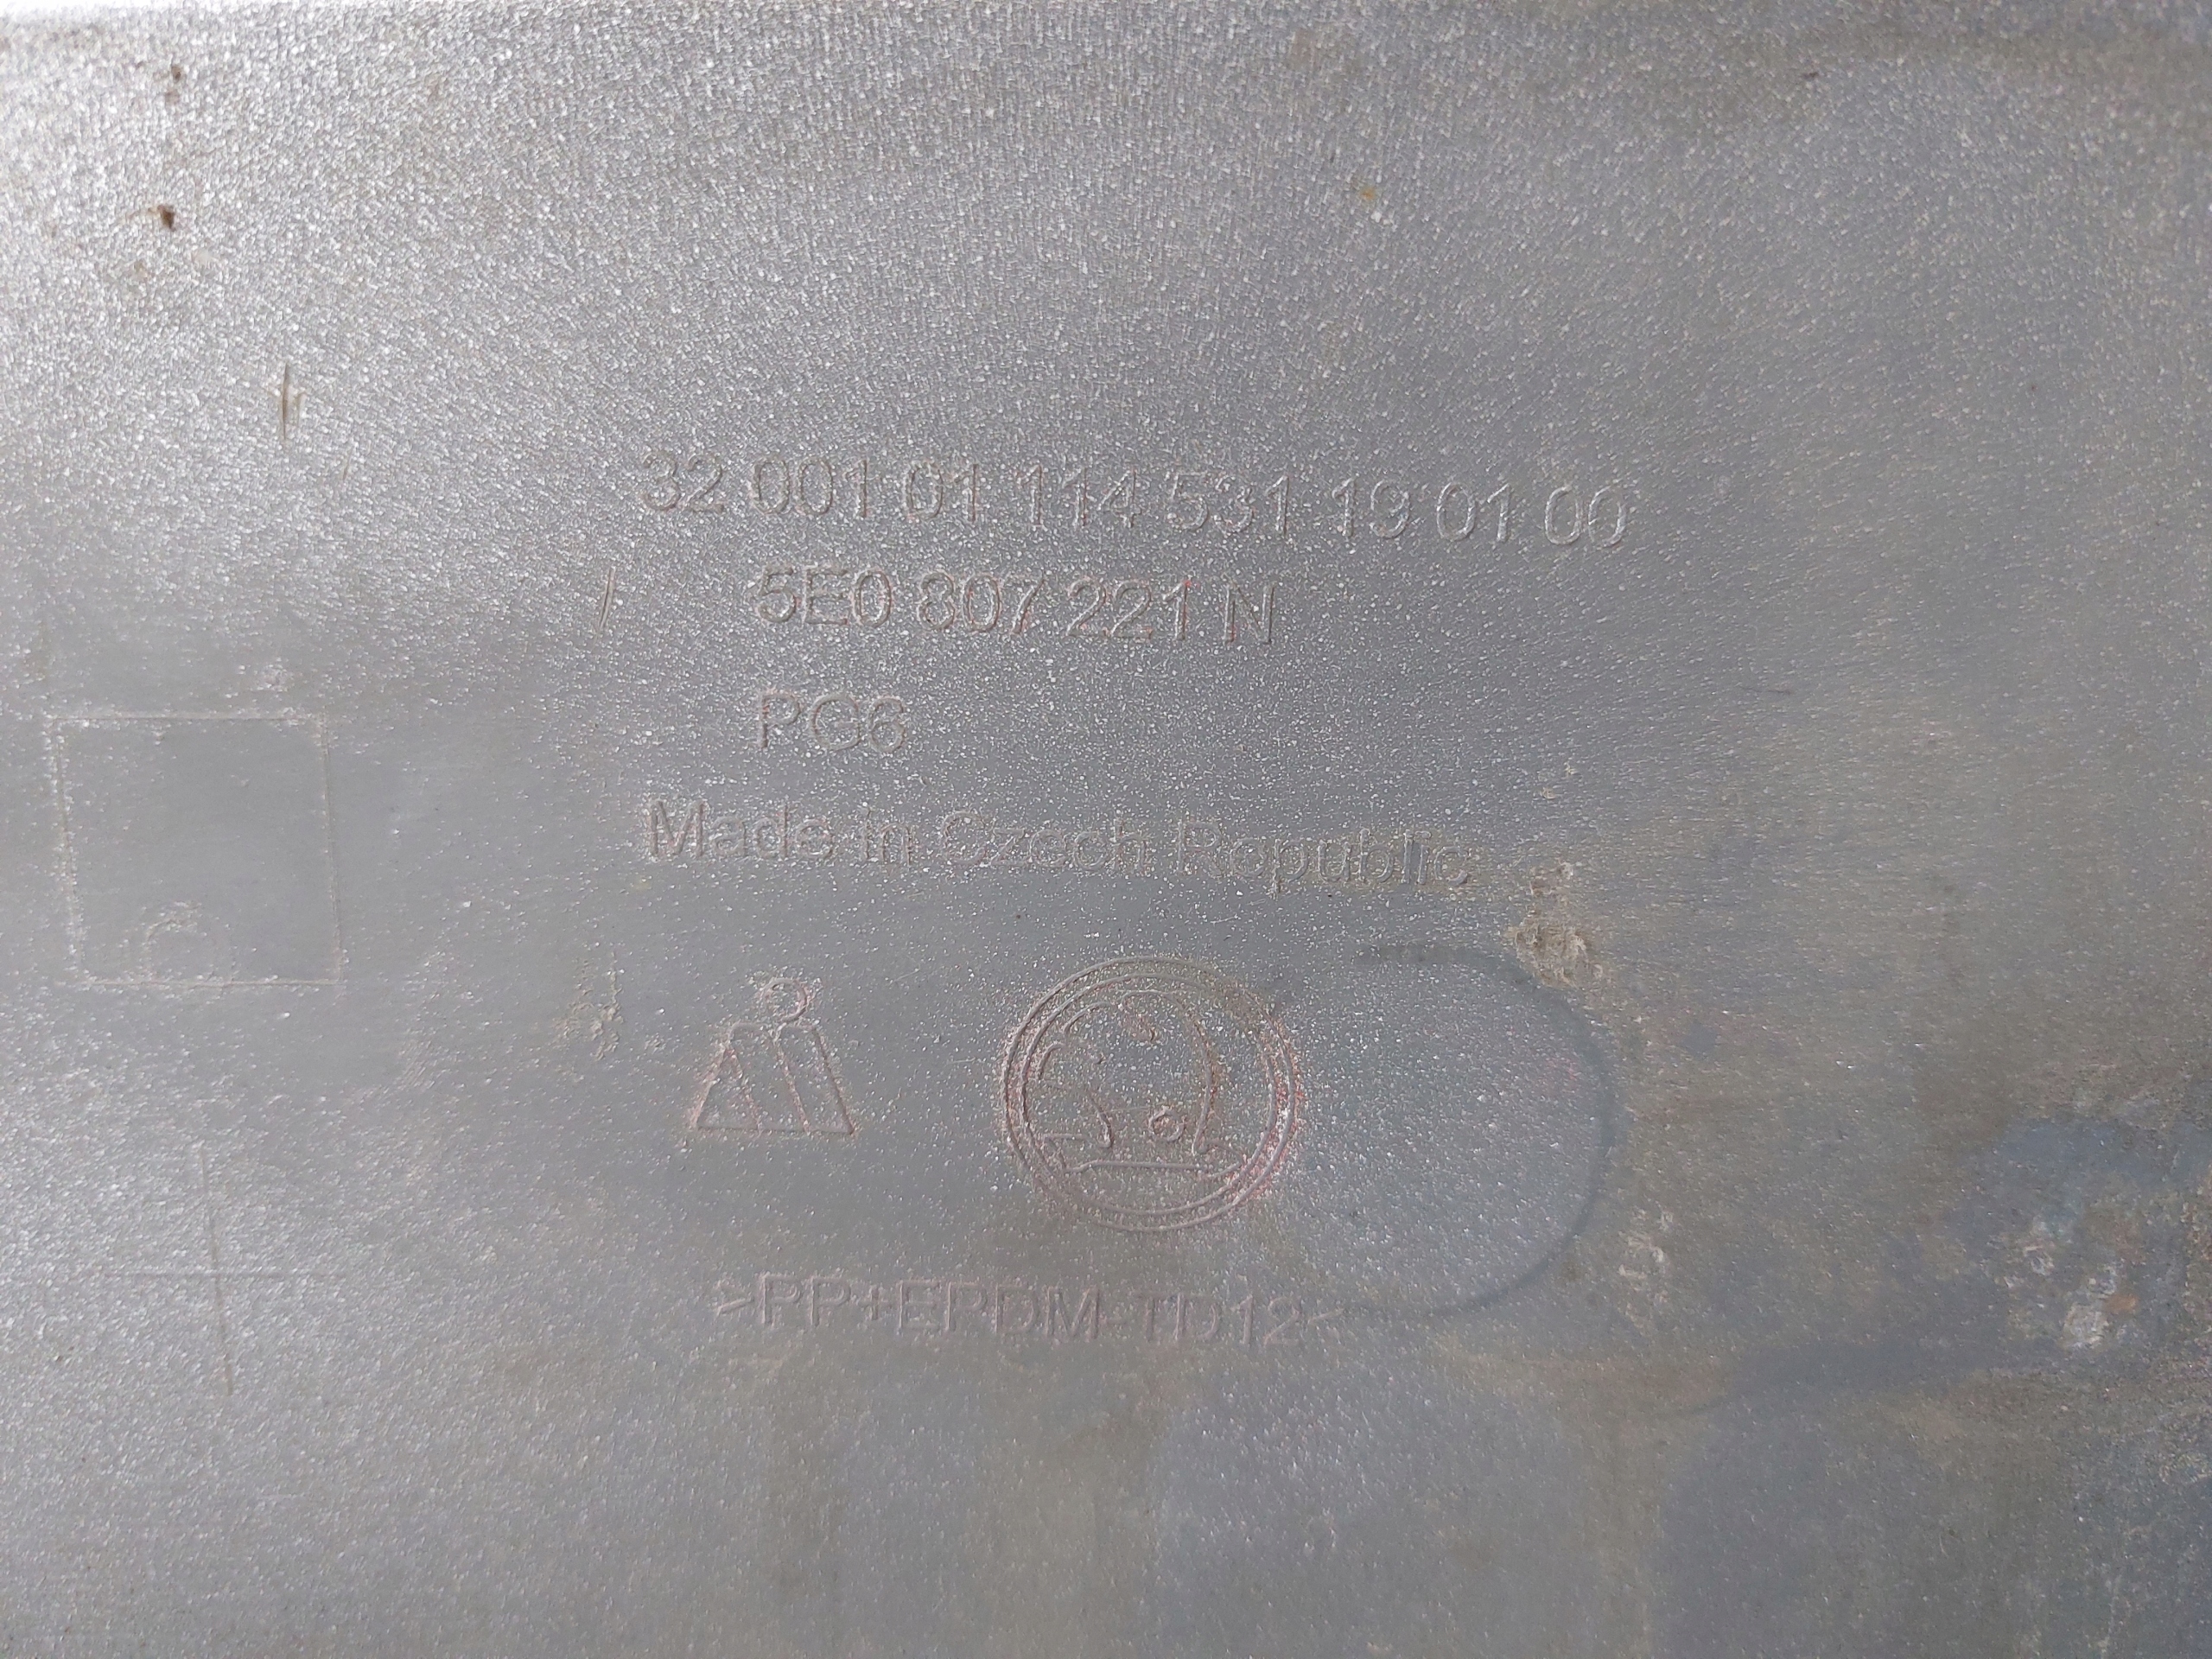 32 001 01 114 531 19 01 00
5E0 807 221 N
PG6
Made in Czech Republic
>PP+EPDM-TD12<